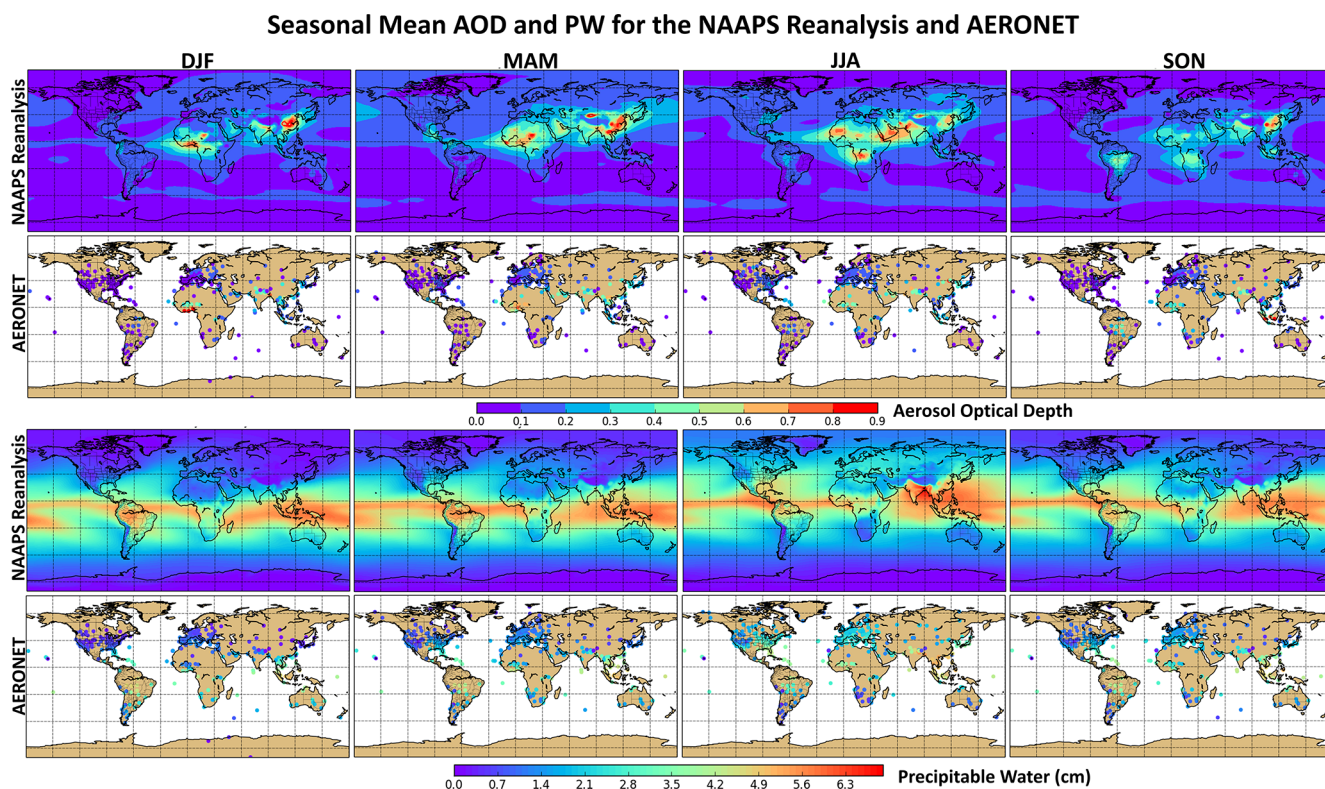 Seasonal Mean AOD and PW for the NAAPS Reanalysis and AERONET
DJF MAM JJA SON
NAAPS Reanalysis
AERONET
0.0 0.1 0.2 0.3 0.4 0.5 0.6 0.7 0.8 0.9
Aerosol Optical Depth
NAAPS Reanalysis
AERONET
0.0 0.7 1.4 2.1 2.8 3.5 4.2 4.9 5.6 6.3
Precipitable Water (cm)